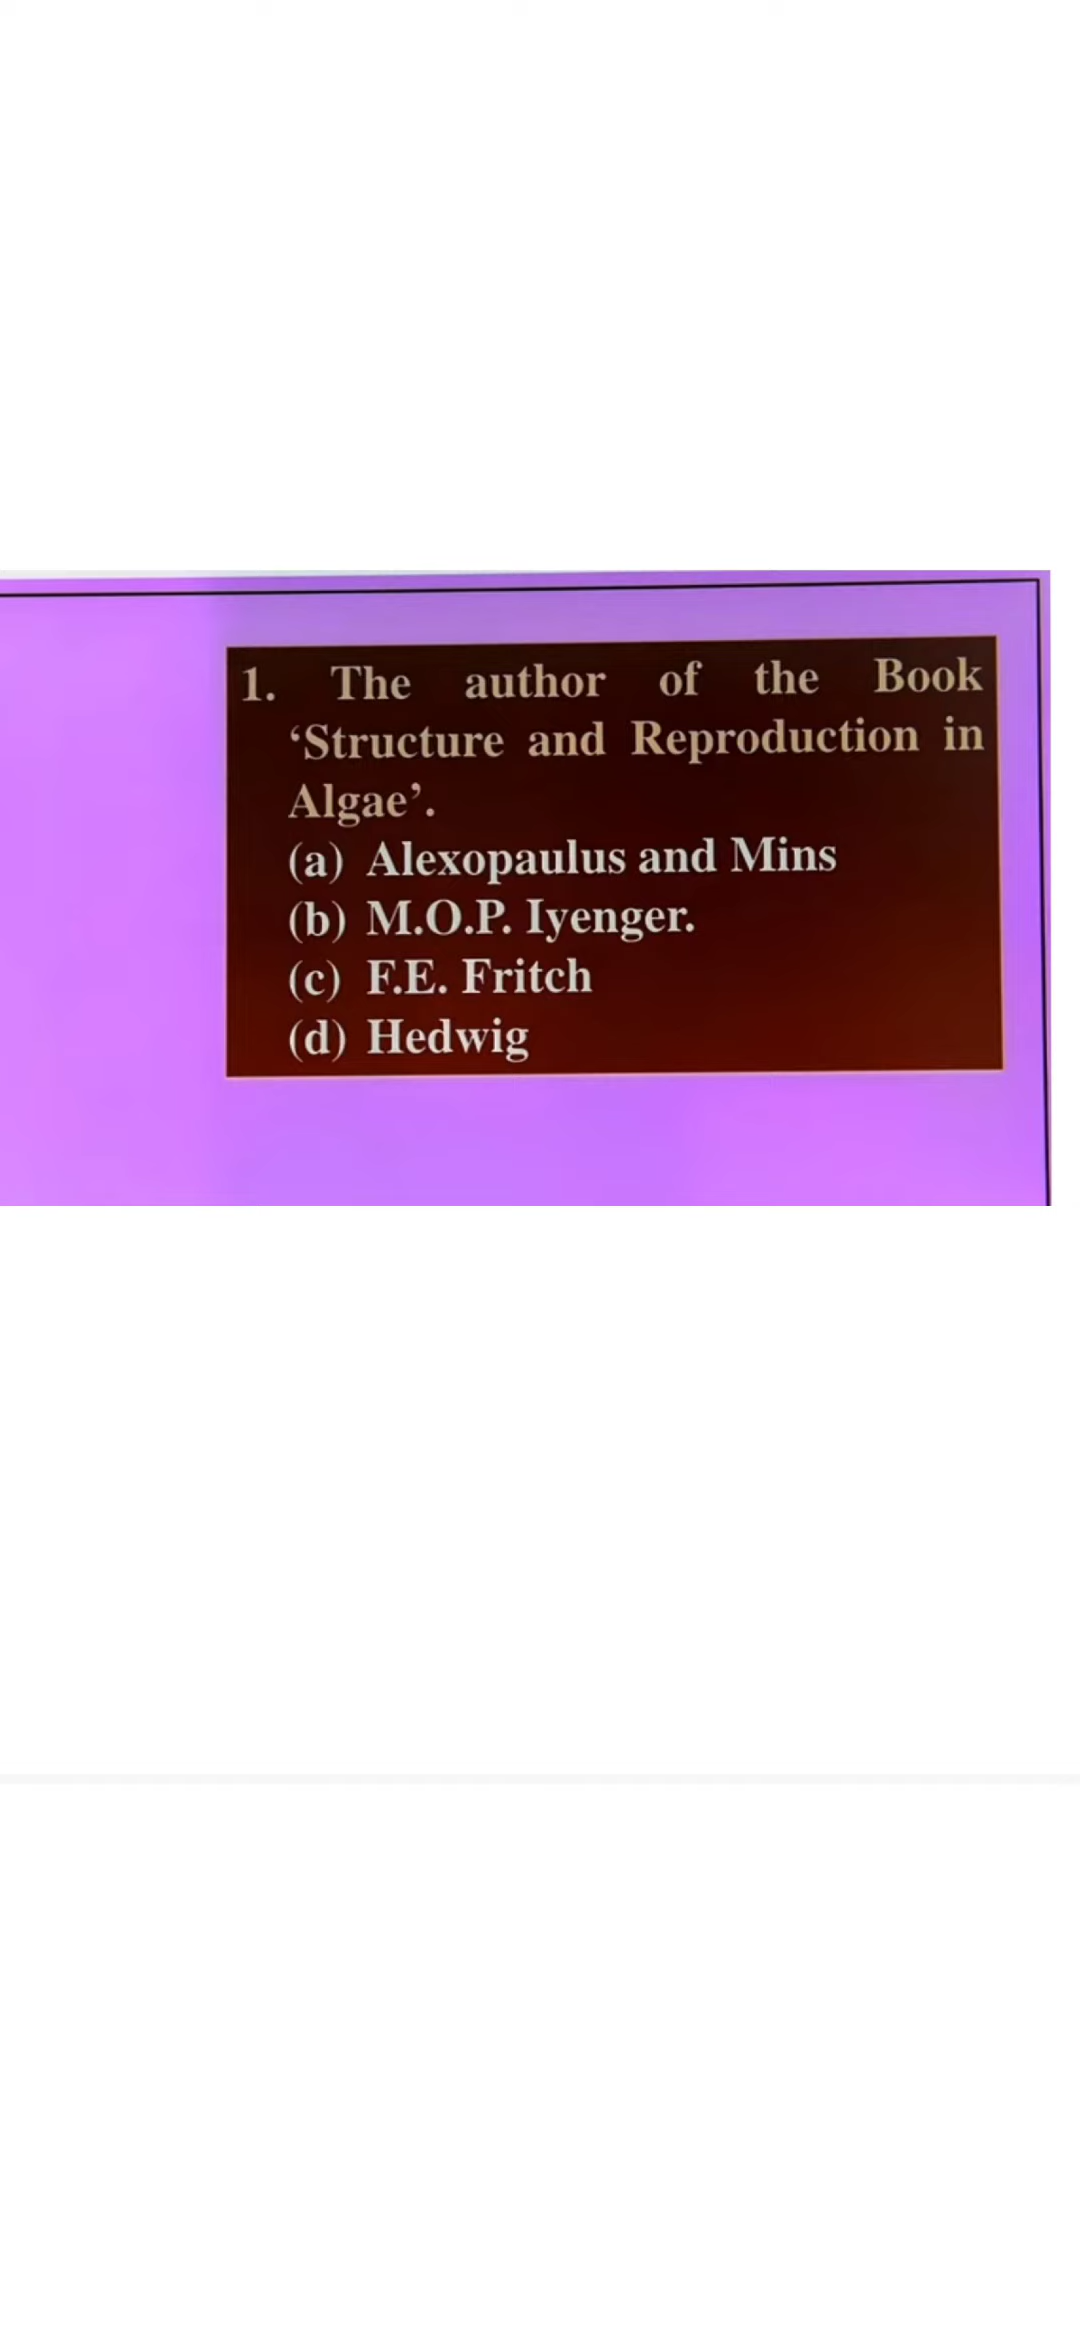 1. The author of the Book
‘Structure and Reproduction in
Algae’.
(a) Alexopaulus and Mins
(b) M.O.P. Iyenger.
(c) F.E. Fritch
(d) Hedwig